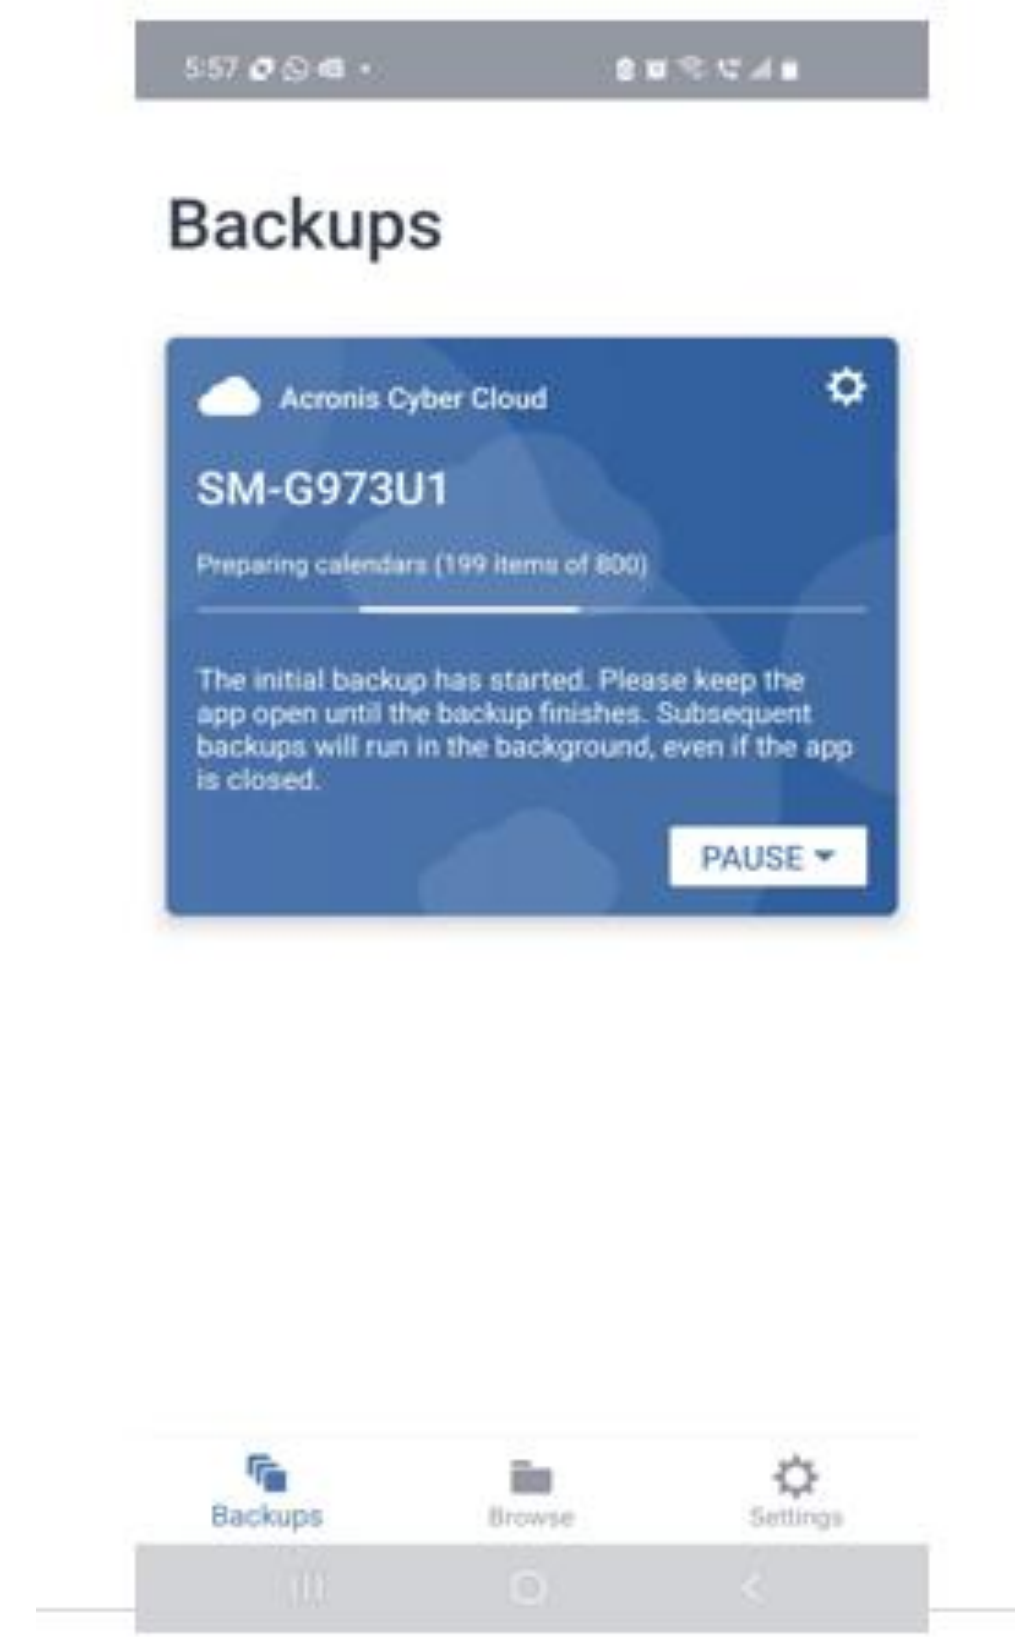 5:57
Backups
Acronis Cyber Cloud
SM-G973U1
Preparing calendars (199 items of 800)
The initial backup has started. Please keep the
app open until the backup finishes. Subsequent
backups will run in the background, even if the app
is closed.
PAUSE
Backups
Browse
Settings